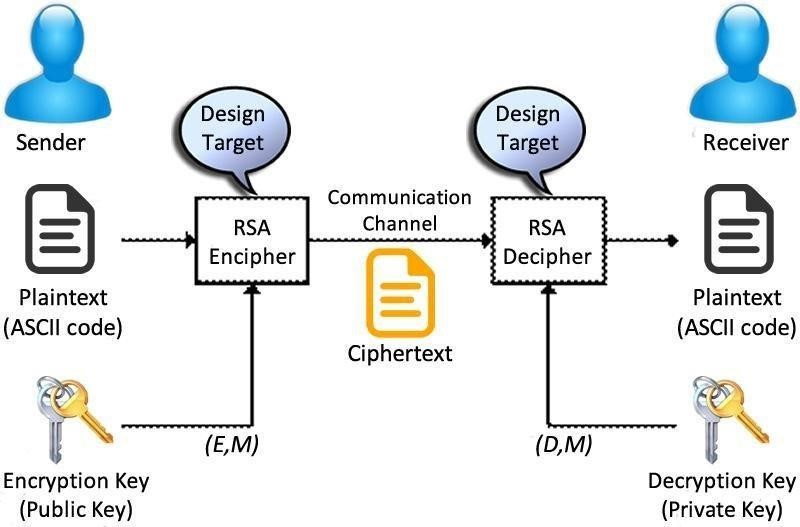 Sender
Receiver
Design
Target
Design
Target
Communication
Channel
RSA
Encipher
RSA
Decipher
Plaintext
(ASCII code)
Ciphertext
Plaintext
(ASCII code)
(E,M)
(D,M)
Encryption Key
(Public Key)
Decryption Key
(Private Key)